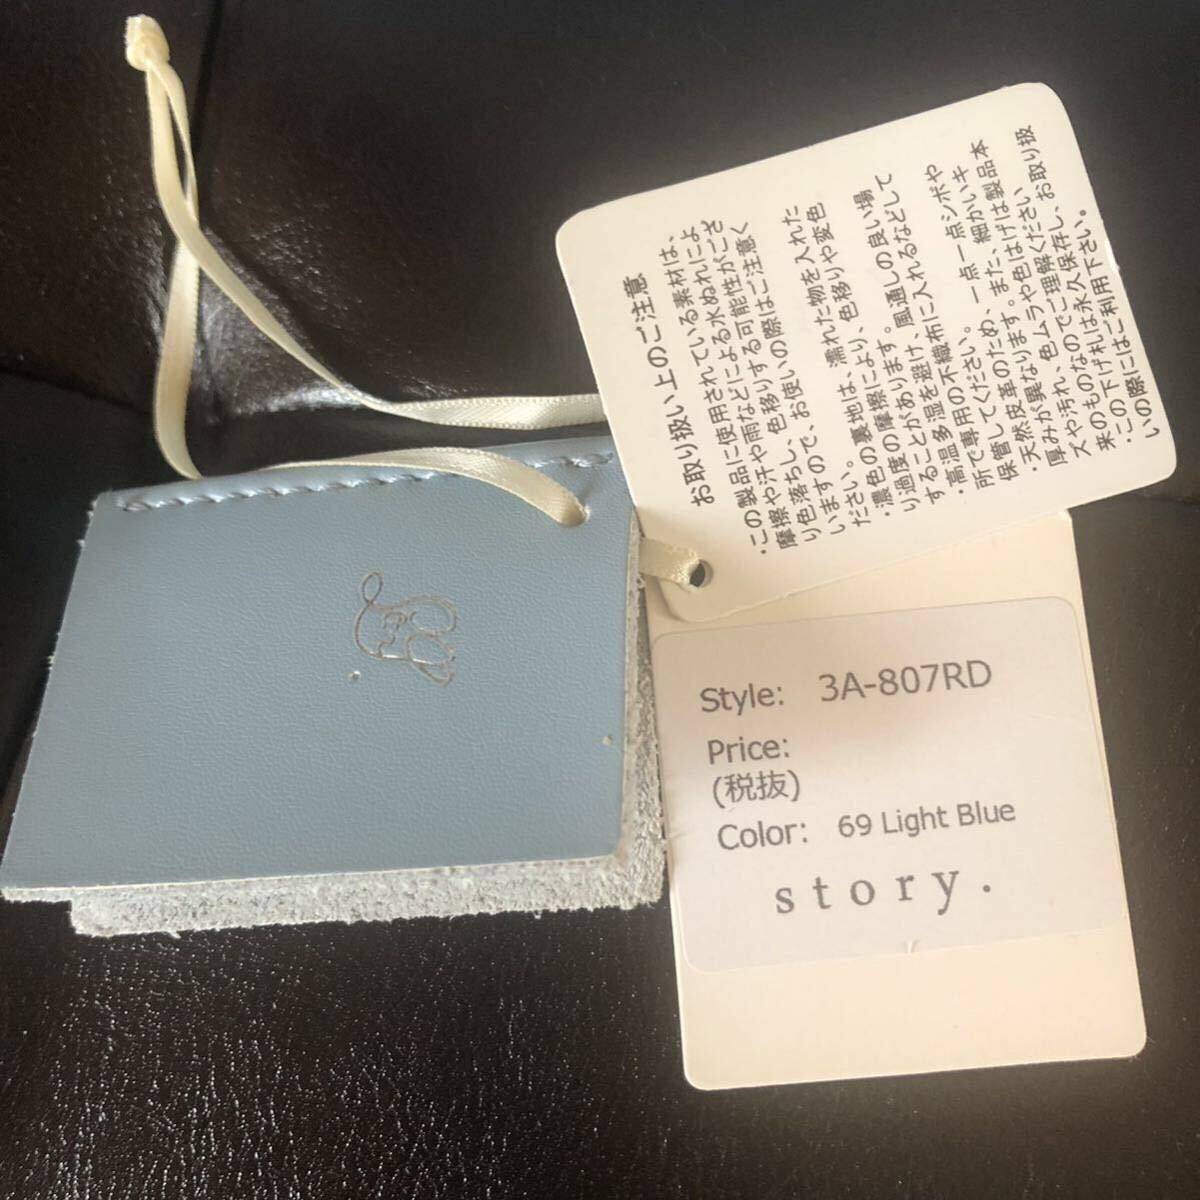 お取り扱い上のご注意
・この製品に使用されている素材は、
摩擦や汗や雨などによる水ぬれによ
り色落ちし、色移りする可能性がござ
いますので、お使いの際はご注意く
ださい。
・濃色の裏地は、濡れた物を入れた
り過度の摩擦により、色移りや変色
することがあります。
・高温多湿を避け、風通しの良い場
所で専用の不織布に入れるなどして
保管してください。
・天然皮革のため、一点一点シボや
厚みが異なります。また、細かいキ
ズや汚れ、色ムラや色はげは製品本
来のものなのでご理解ください
・この下げ札は永久保存し、お取り扱
いの際にはご利用下さい。
Style: 3A-807RD
Price:
(税抜)
Color: 69 Light Blue
story.